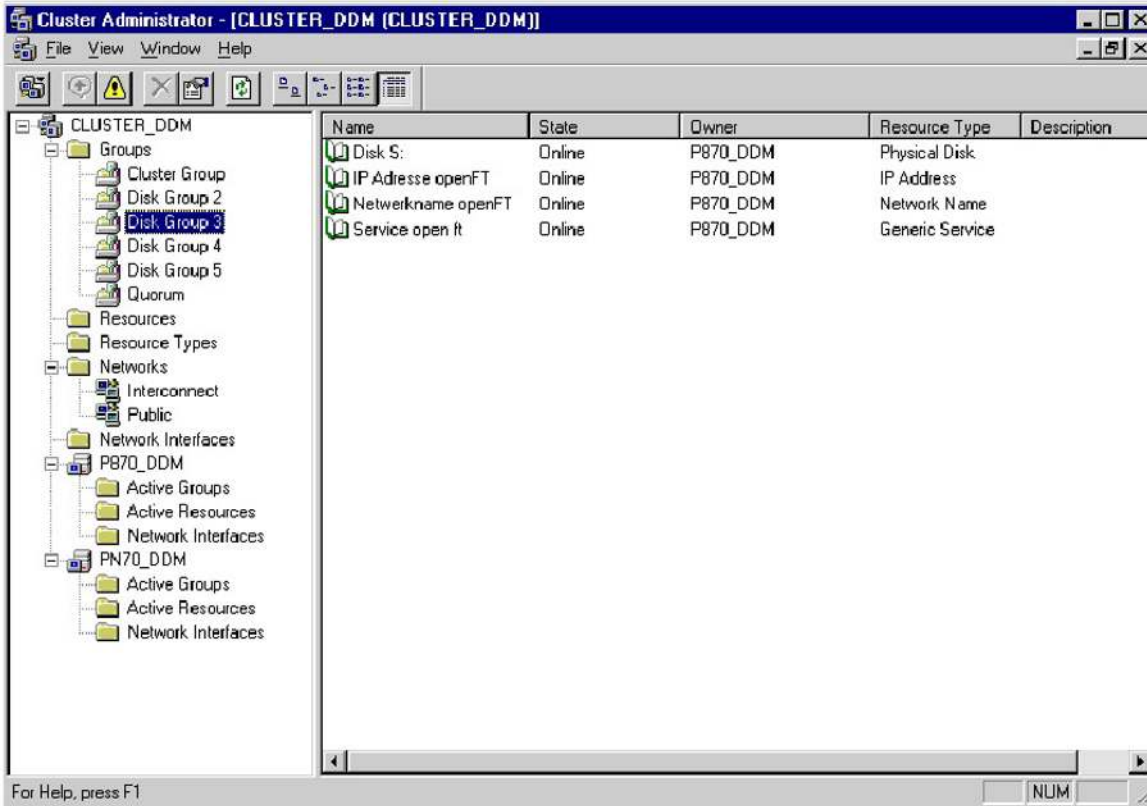 Cluster Administrator - [CLUSTER_DDM (CLUSTER_DDM)]
File View Window Help
CLUSTER_DDM
Groups
Cluster Group
Disk Group 2
Disk Group 3
Disk Group 4
Disk Group 5
Quorum
Resources
Resource Types
Networks
Interconnect
Public
Network Interfaces
P870_DDM
Active Groups
Active Resources
Network Interfaces
PN70_DDM
Active Groups
Active Resources
Network Interfaces
Name State Owner Resource Type Description
Disk S: Online P870_DDM Physical Disk
IP Adresse openFT Online P870_DDM IP Address
Netwerkname openFT Online P870_DDM Network Name
Service open ft Online P870_DDM Generic Service
For Help, press F1 NUM